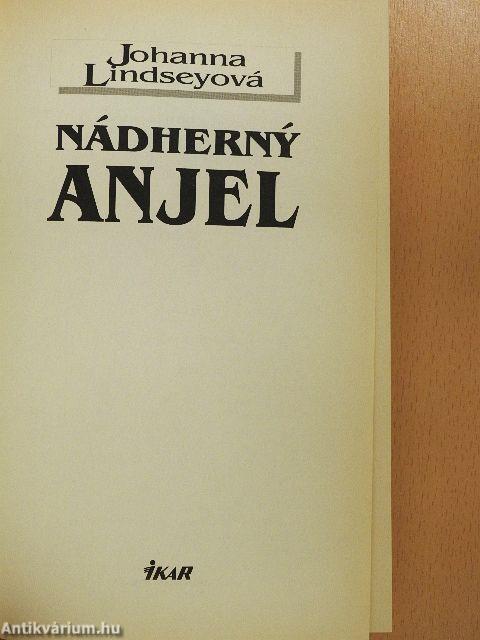 Johanna
Lindseyová
NÁDHERNÝ
ANJEL
IKAR
Antikvárium.hu